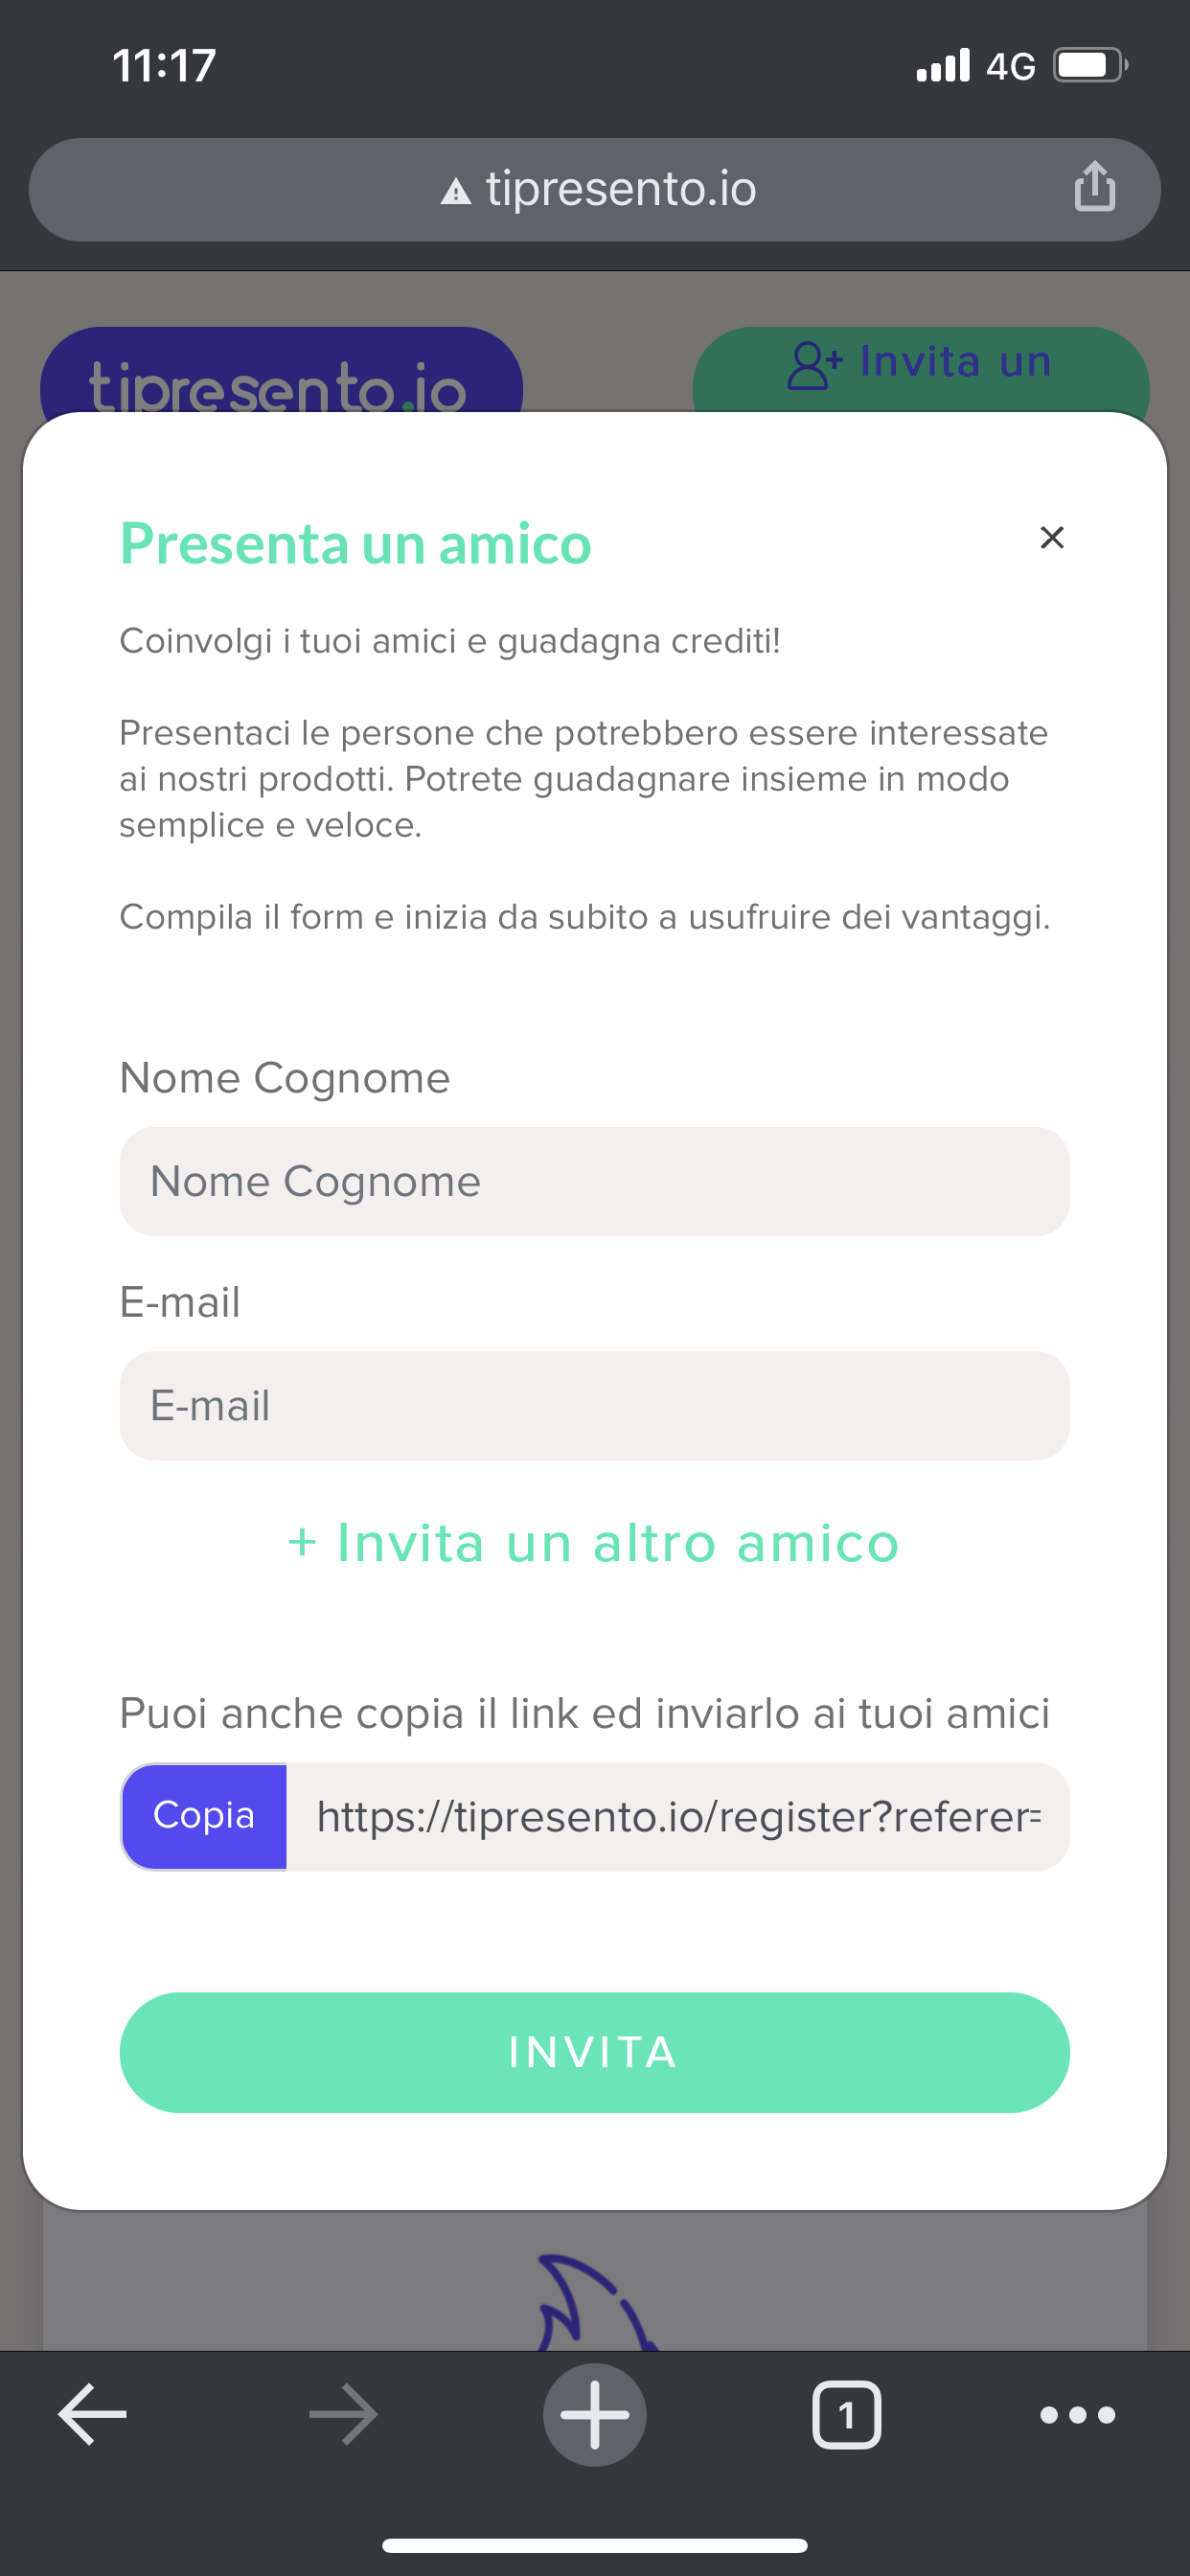 11:17
4G
tipresento.io
tipresento.io
Invita un
Presenta un amico
×
Coinvolgi i tuoi amici e guadagna crediti!
Presentaci le persone che potrebbero essere interessate
ai nostri prodotti. Potrete guadagnare insieme in modo
semplice e veloce.
Compila il form e inizia da subito a usufruire dei vantaggi.
Nome Cognome
Nome Cognome
E-mail
E-mail
+ Invita un altro amico
Puoi anche copia il link ed inviarlo ai tuoi amici
Copia
https://tipresento.io/register?referer=
INVITA
1